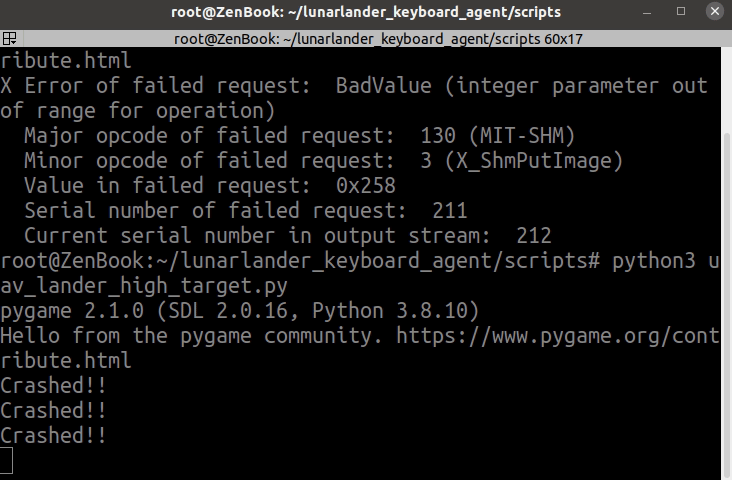 root@ZenBook: ~/lunarlander_keyboard_agent/scripts
root@ZenBook: ~/lunarlander_keyboard_agent/scripts 60x17
ribute.html
X Error of failed request:  BadValue (integer parameter out
of range for operation)
  Major opcode of failed request:  130 (MIT-SHM)
  Minor opcode of failed request:  3 (X_ShmPutImage)
  Value in failed request:  0x258
  Serial number of failed request:  211
  Current serial number in output stream:  212
root@ZenBook:~/lunarlander_keyboard_agent/scripts# python3 u
av_lander_high_target.py
pygame 2.1.0 (SDL 2.0.16, Python 3.8.10)
Hello from the pygame community. https://www.pygame.org/cont
ribute.html
Crashed!!
Crashed!!
Crashed!!